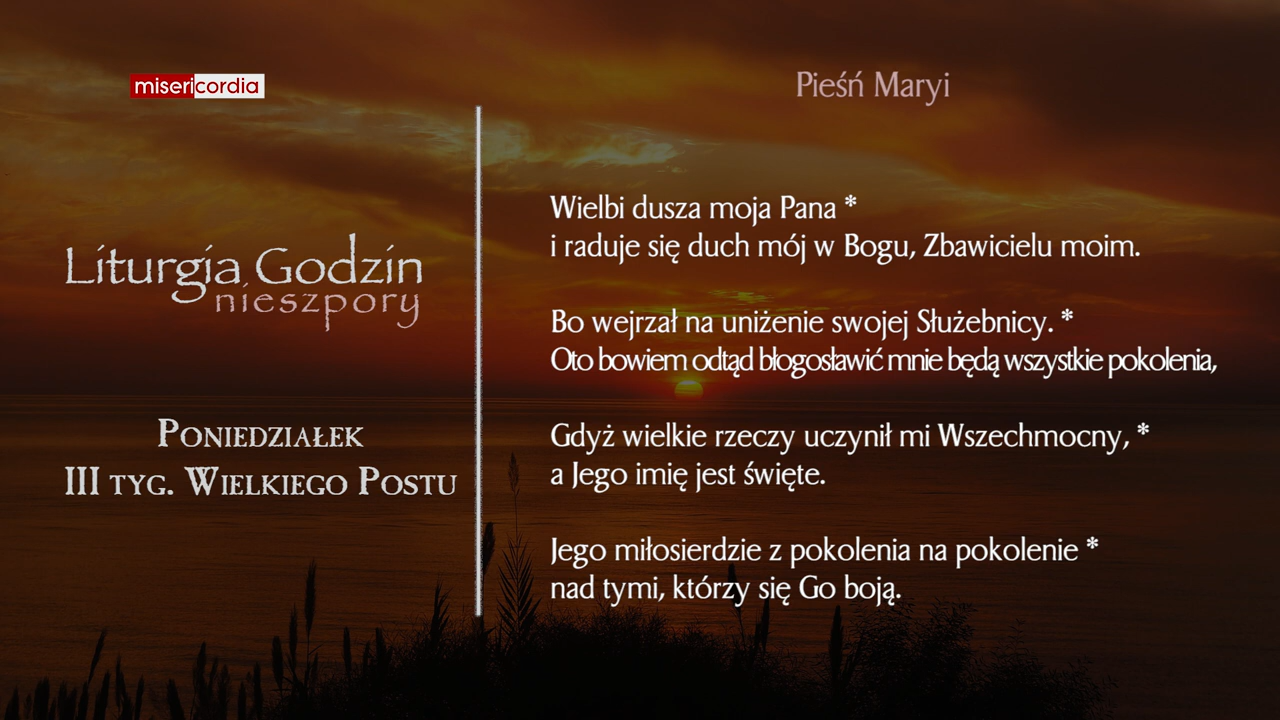 misericordia
Liturgia Godzin
nieszpory
Poniedziałek
III tyg. Wielkiego Postu
Pieśń Maryi
Wielbi dusza moja Pana *
i raduje się duch mój w Bogu, Zbawicielu moim.
Bo wejrzał na uniżenie swojej Służebnicy. *
Oto bowiem odtąd błogosławić mnie będą wszystkie pokolenia,
Gdyż wielkie rzeczy uczynił mi Wszechmocny, *
a Jego imię jest święte.
Jego miłosierdzie z pokolenia na pokolenie *
nad tymi, którzy się Go boją.